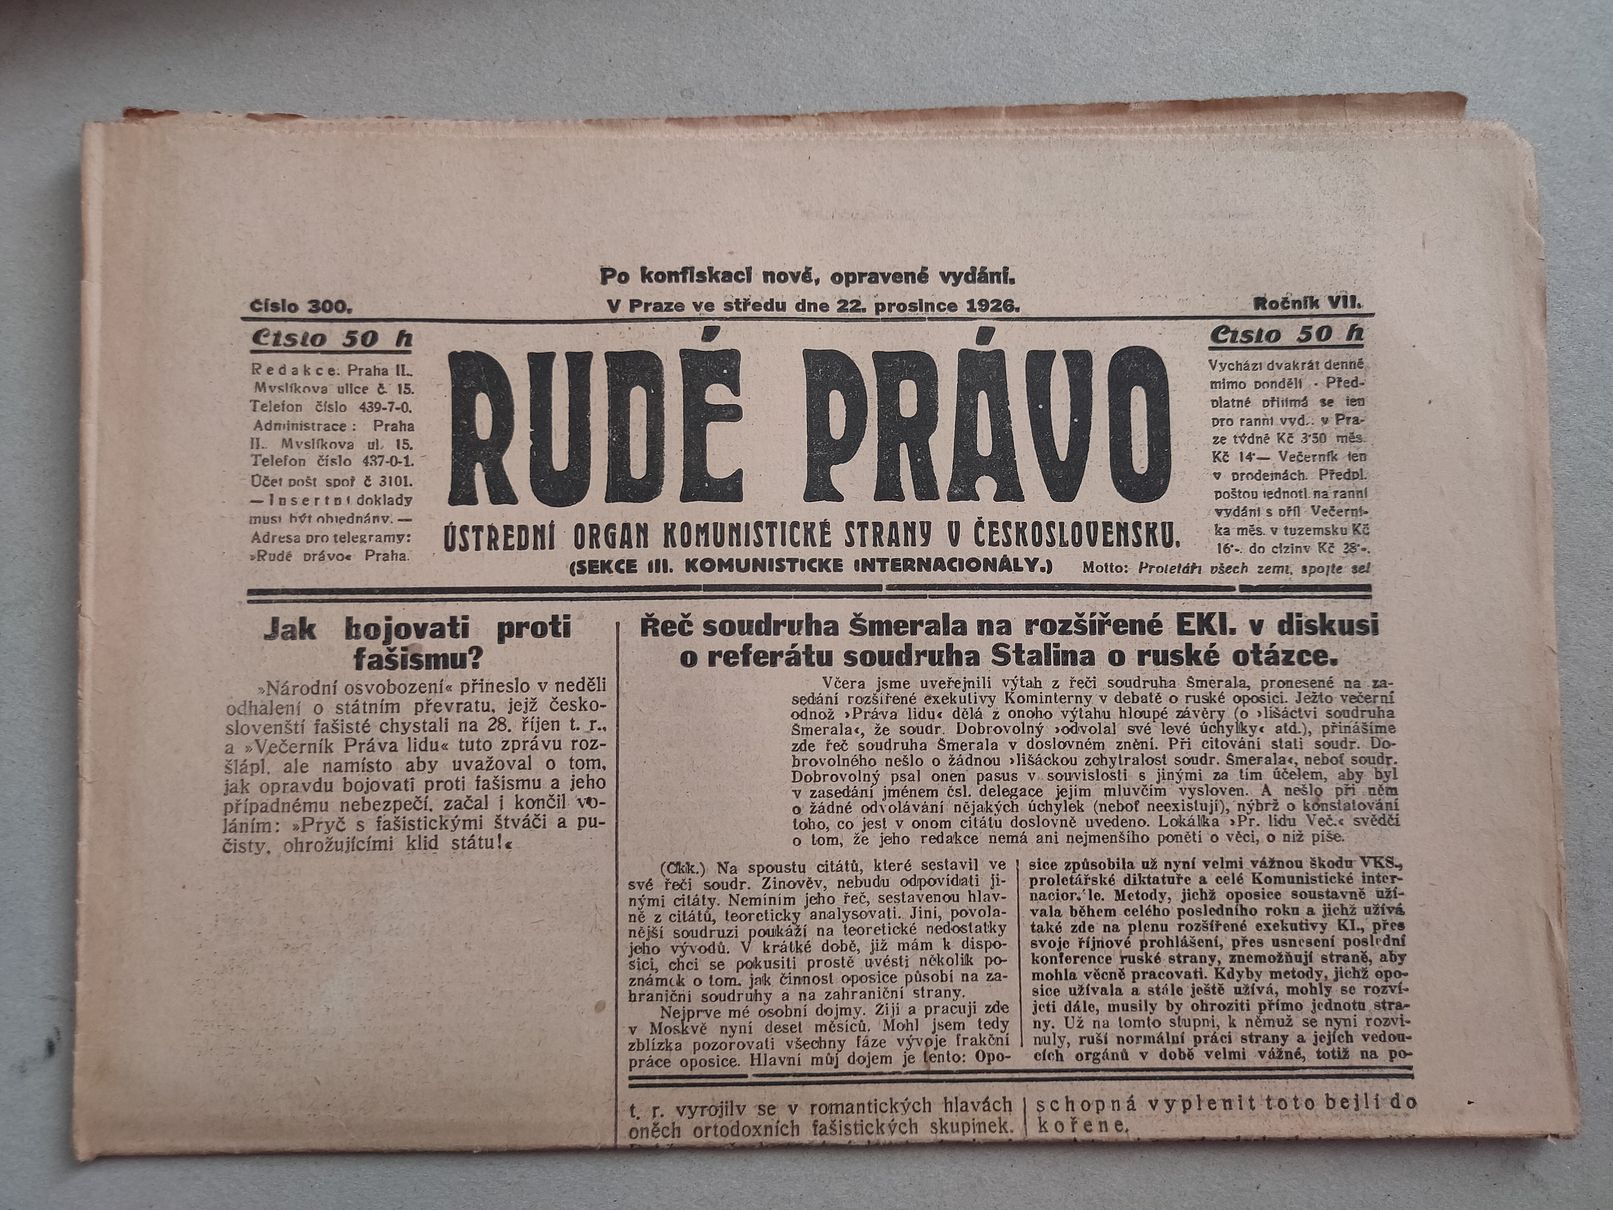 Po konfiskaci nové, opravené vydání.
Číslo 300.
V Praze ve středu dne 22. prosince 1926.
Ročník VII.
Číslo 50 h
Redakce: Praha II.,
Myslíkova ulice č. 15.
Telefon číslo 439-7-0.
Administrace: Praha
II. Myslíkova ul. 15.
Telefon číslo 437-0-1.
Účet pošt spoř č 3101.
— Insertní doklady
musí být objednány. —
Adresa pro telegramy:
»Rudé právo« Praha.
RUDÉ PRÁVO
ÚSTREDNÍ ORGAN KOMUNISTICKÉ STRANY V ČESKOSLOVENSKU.
(SEKCE III. KOMUNISTICKE INTERNACIONÁLY.)
Motto: Proletáři všech zemí, spojte se!
Číslo 50 h
Vychází dvakrát denně
mimo pondělí - Před-
platné přijímá se jen
pro ranní vyd.: v Pra-
ze týdně Kč 3·50 měs.
Kč 14·— Večerník jen
v prodejnách. Předpl.
poštou jednotl. na ranní
vydání s příl Večerní-
ka měs. v tuzemsku Kč
16·-. do ciziny Kč 28·-.
Jak bojovati proti
fašismu?
»Národní osvobození« přineslo v neděli
odhalení o státním převratu, jejž česko-
slovenští fašisté chystali na 28. říjen t. r.,
a »Večerník Práva lidu« tuto zprávu roz-
šlápl, ale namísto aby uvažoval o tom,
jak opravdu bojovati proti fašismu a jeho
případnému nebezpečí, začal i končil vo-
láním: »Pryč s fašistickými štváči a pu-
čisty, ohrožujícími klid státu!«
Řeč soudruha Šmerala na rozšířené EKI. v diskusi
o referátu soudruha Stalina o ruské otázce.
Včera jsme uveřejnili výtah z řeči soudruha Šmerala, pronesené na za-
sedání rozšířené exekutivy Kominterny v debatě o ruské oposici. Ježto večerní
odnož ›Práva lidu‹ dělá z onoho výtahu hloupé závěry (o ›lišáctví soudruha
Šmerala‹, že soudr. Dobrovolný ›odvolal své levé úchylky‹ atd.), přinášíme
zde řeč soudruha Šmerala v doslovném znění. Při citování stati soudr. Do-
brovolného nešlo o žádnou ›lišáckou zchytralost soudr. Šmerala‹, neboť soudr.
Dobrovolný psal onen pasus v souvislosti s jinými za tím účelem, aby byl
v zasedání jménem čsl. delegace jejím mluvčím vysloven. A nešlo při něm
o žádné odvolávání nějakých úchylek (neboť neexistují), nýbrž o konstatování
toho, co jest v onom citátu doslovně uvedeno. Lokálka ›Pr. lidu Več.‹ svědčí
o tom, že jeho redakce nemá ani nejmenšího ponětí o věci, o níž píše.
(Čkk.) Na spoustu citátů, které sestavil ve
své řeči soudr. Zinověv, nebudu odpovídati ji-
nými citáty. Nemíním jeho řeč, sestavenou hlav-
ně z citátů, teoreticky analysovati. Jiní, povola-
nější soudruzi poukáží na teoretické nedostatky
jeho vývodů. V krátké době, již mám k dispo-
sici, chci se pokusiti prostě uvésti několik po-
známek o tom, jak činnost oposice působí na za-
hraniční soudruhy a na zahraniční strany.
Nejprve mé osobní dojmy. Žiji a pracuji zde
v Moskvě nyní deset měsíců. Mohl jsem tedy
zblízka pozorovati všechny fáze vývoje frakční
práce oposice. Hlavní můj dojem je tento: Opo-
sice způsobila už nyní velmi vážnou škodu VKS.,
proletářské diktatuře a celé Komunistické inter-
nacionále. Metody, jichž oposice soustavně uží-
vala během celého posledního roku a jichž užívá
také zde na plenu rozšířené exekutivy KI., přes
svoje říjnové prohlášení, přes usnesení poslední
konference ruské strany, znemožňují straně, aby
mohla věcně pracovati. Kdyby metody, jichž opo-
sice užívala a stále ještě užívá, mohly se rozví-
jeti dále, musily by ohroziti přímo jednotu stra-
ny. Už na tomto stupni, k němuž se nyní rozvi-
nuly, ruší normální práci strany a jejích vedou-
cích orgánů v době velmi vážné, totiž na po-
t. r. vyrojily se v romantických hlavách
oněch ortodoxních fašistických skupinek.
schopná vyplenit toto bejlí do
kořene.